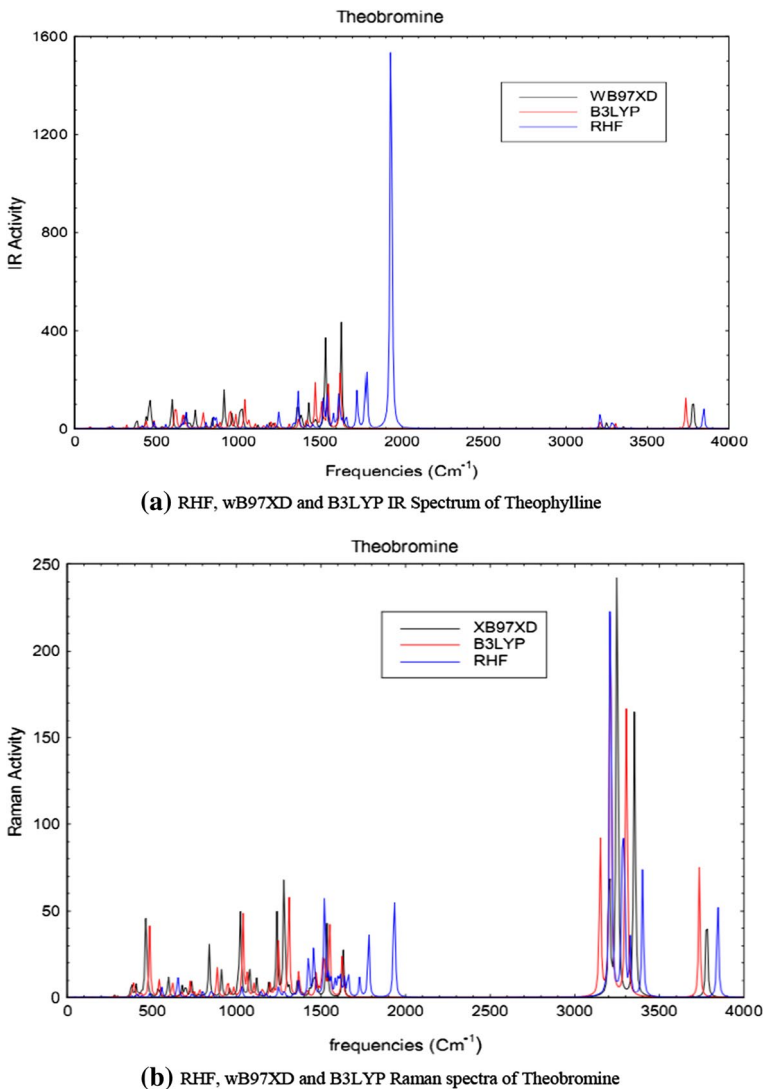 Theobromine
1600
1200
800
400
0
IR Activity
WB97XD
B3LYP
RHF
0 500 1000 1500 2000 2500 3000 3500 4000
Frequencies (Cm⁻¹)
(a) RHF, wB97XD and B3LYP IR Spectrum of Theophylline
Theobromine
250
200
150
100
50
0
Raman Activity
XB97XD
B3LYP
RHF
0 500 1000 1500 2000 2500 3000 3500 4000
frequencies (Cm⁻¹)
(b) RHF, wB97XD and B3LYP Raman spectra of Theobromine